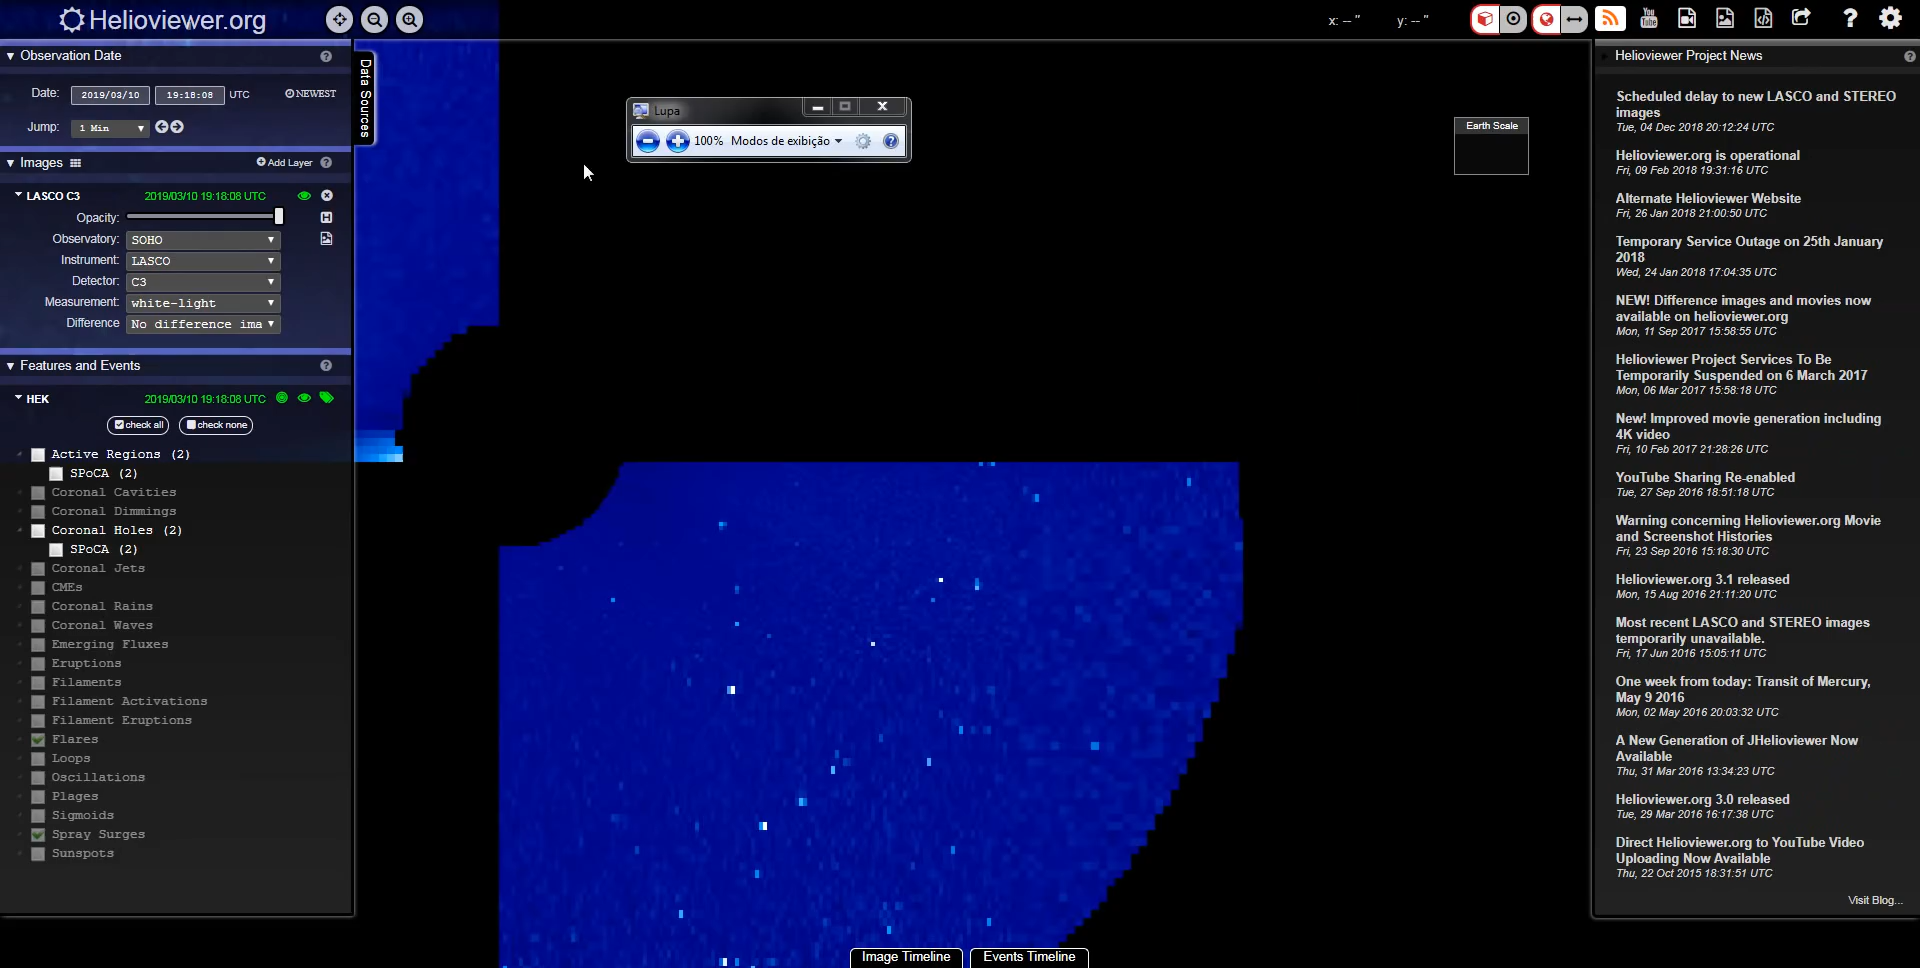 Helioviewer.org
x: -- "
y: -- "
You
Tube
?
Observation Date
?
Date:
2019/03/10
19:18:08
UTC
NEWEST
Jump:
1 Min
Images
Add Layer
?
LASCO C3
2019/03/10 19:18:08 UTC
Opacity:
H
Observatory:
SOHO
Instrument:
LASCO
Detector:
C3
Measurement:
white-light
Difference
No difference ima
Features and Events
?
HEK
2019/03/10 19:18:08 UTC
check all
check none
Active Regions (2)
SPoCA (2)
Coronal Cavities
Coronal Dimmings
Coronal Holes (2)
SPoCA (2)
Coronal Jets
CMEs
Coronal Rains
Coronal Waves
Emerging Fluxes
Eruptions
Filaments
Filament Activations
Filament Eruptions
Flares
Loops
Oscillations
Plages
Sigmoids
Spray Surges
Sunspots
Data Sources
Lupa
100%
Modos de exibição
?
Earth Scale
Image Timeline
Events Timeline
Helioviewer Project News
?
Scheduled delay to new LASCO and STEREO
images
Tue, 04 Dec 2018 20:12:24 UTC
Helioviewer.org is operational
Fri, 09 Feb 2018 19:31:16 UTC
Alternate Helioviewer Website
Fri, 26 Jan 2018 21:00:50 UTC
Temporary Service Outage on 25th January
2018
Wed, 24 Jan 2018 17:04:35 UTC
NEW! Difference images and movies now
available on helioviewer.org
Mon, 11 Sep 2017 15:58:55 UTC
Helioviewer Project Services To Be
Temporarily Suspended on 6 March 2017
Mon, 06 Mar 2017 15:58:18 UTC
New! Improved movie generation including
4K video
Fri, 10 Feb 2017 21:28:26 UTC
YouTube Sharing Re-enabled
Tue, 27 Sep 2016 18:51:18 UTC
Warning concerning Helioviewer.org Movie
and Screenshot Histories
Fri, 23 Sep 2016 15:18:30 UTC
Helioviewer.org 3.1 released
Mon, 15 Aug 2016 21:11:20 UTC
Most recent LASCO and STEREO images
temporarily unavailable.
Fri, 17 Jun 2016 15:05:11 UTC
One week from today: Transit of Mercury,
May 9 2016
Mon, 02 May 2016 20:03:32 UTC
A New Generation of JHelioviewer Now
Available
Thu, 31 Mar 2016 13:34:23 UTC
Helioviewer.org 3.0 released
Tue, 29 Mar 2016 16:17:38 UTC
Direct Helioviewer.org to YouTube Video
Uploading Now Available
Thu, 22 Oct 2015 18:31:51 UTC
Visit Blog...